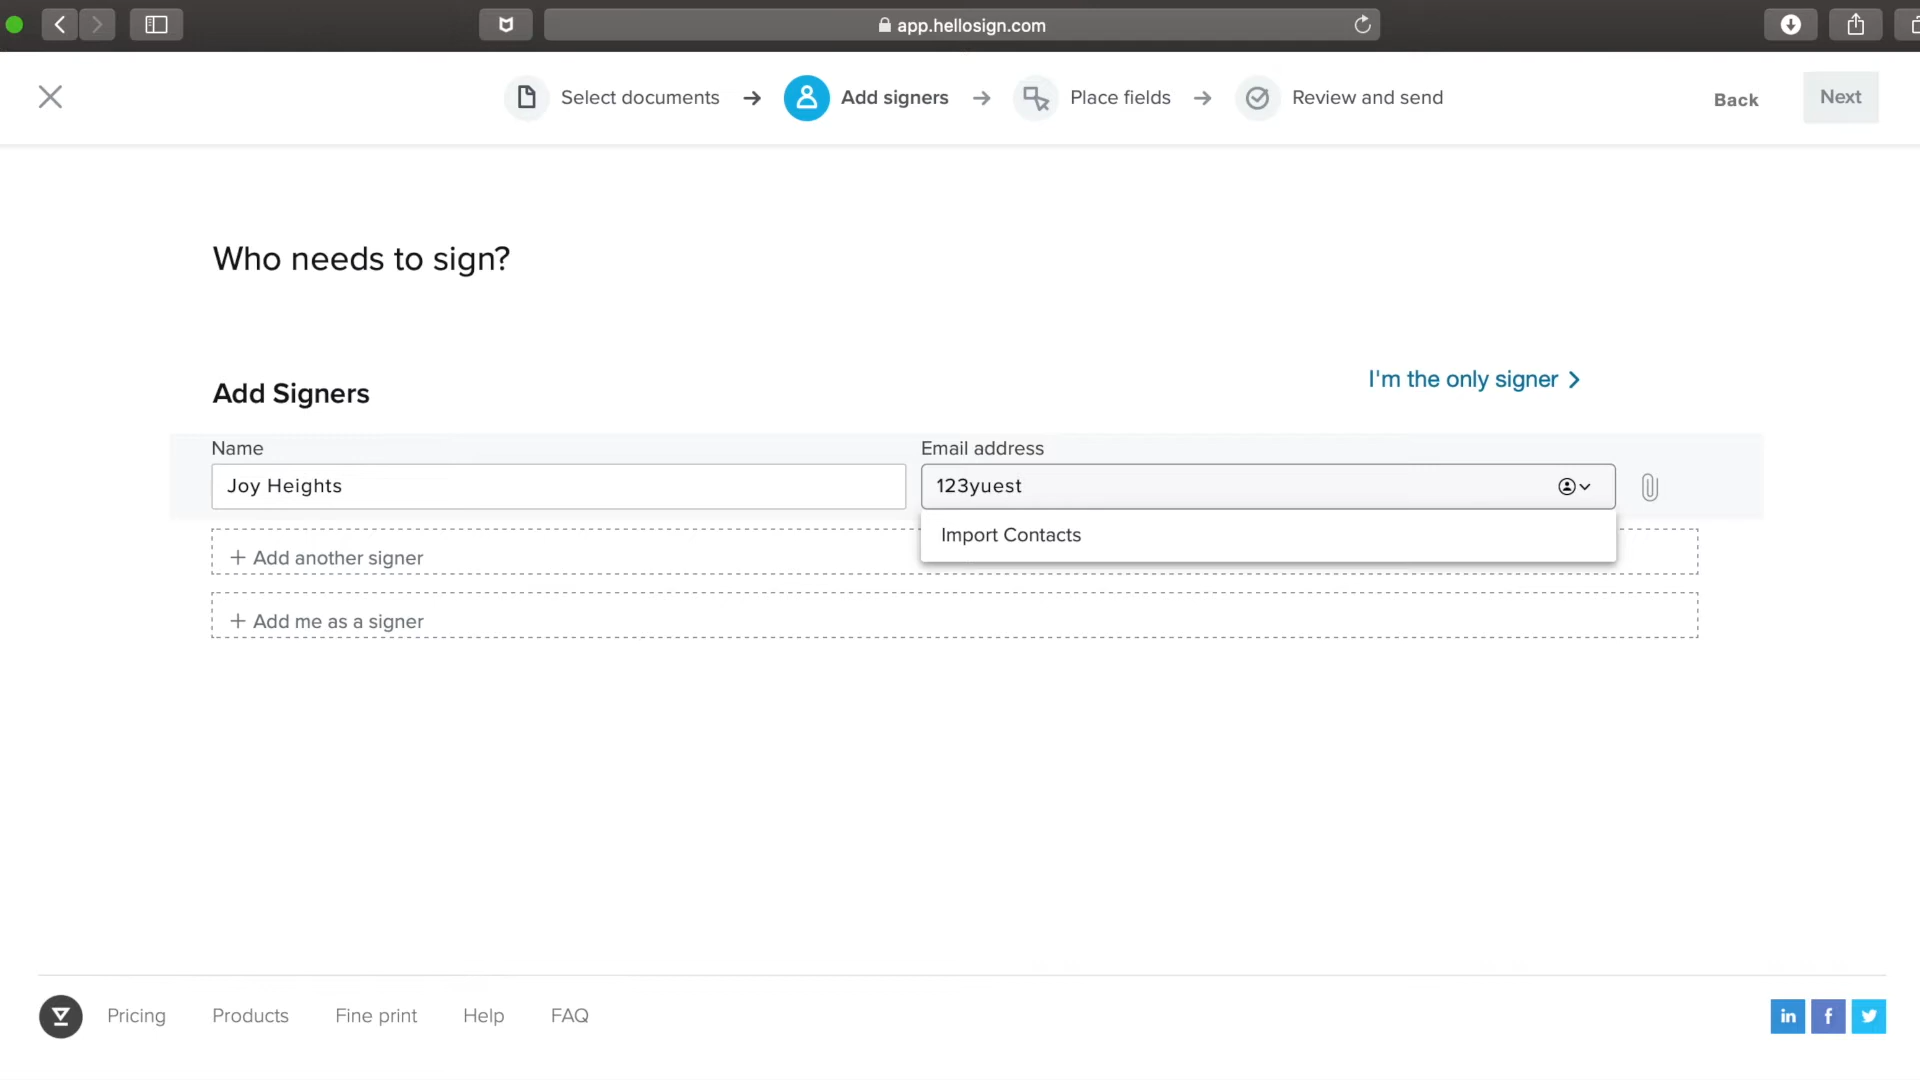 app.hellosign.com
Select documents
Add signers
Place fields
Review and send
Back
Next
Who needs to sign?
Add Signers
I'm the only signer
Name
Email address
Joy Heights
123yuest
Import Contacts
+ Add another signer
+ Add me as a signer
Pricing
Products
Fine print
Help
FAQ
in
f